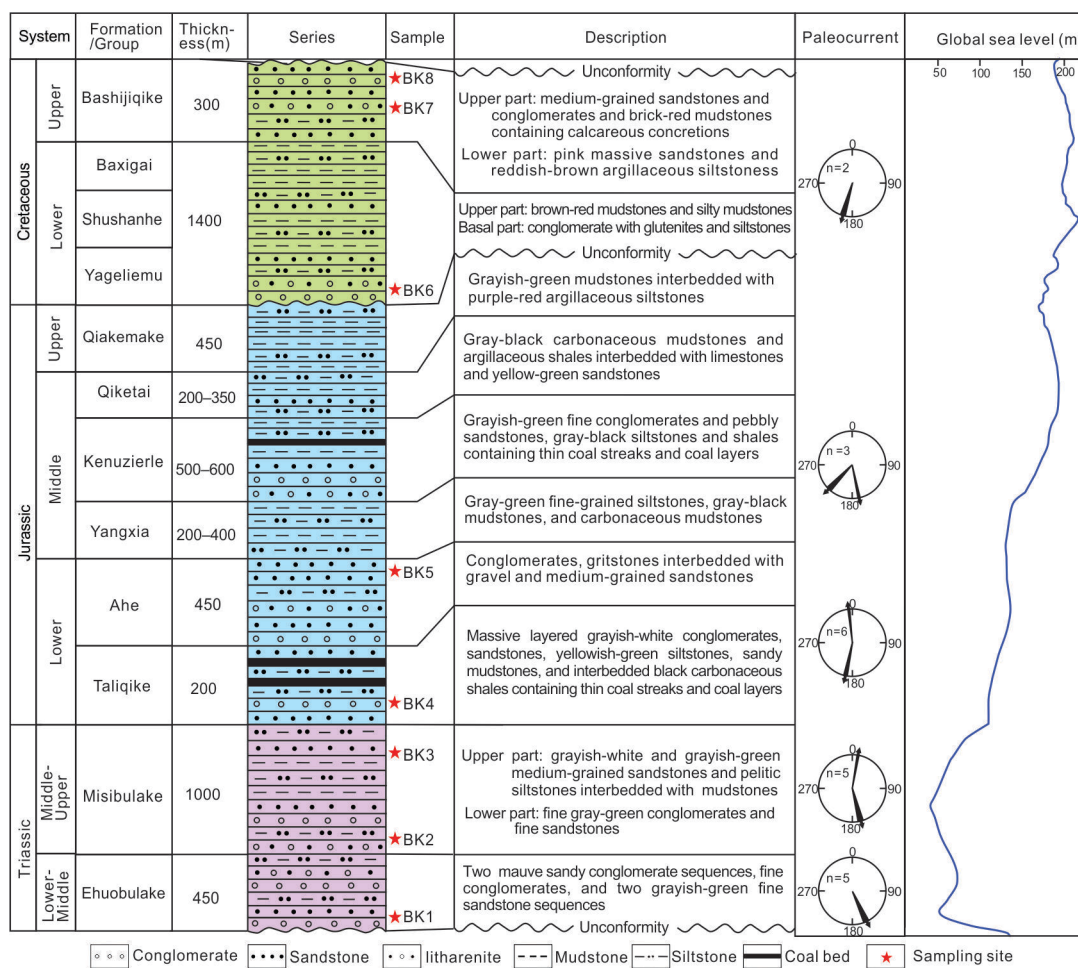 System
Formation
/Group
Thickn-
ess(m)
Series
Sample
Description
Paleocurrent
Global sea level (m
50
100
150
200
Cretaceous
Upper
Bashijiqike
300
BK8
BK7
Unconformity
Upper part: medium-grained sandstones and
conglomerates and brick-red mudstones
containing calcareous concretions
Lower part: pink massive sandstones and
reddish-brown argillaceous siltstoness
Lower
Baxigai
Shushanhe
Yageliemu
1400
BK6
Upper part: brown-red mudstones and silty mudstones
Basal part: conglomerate with glutenites and siltstones
Unconformity
0
n=2
270
90
180
Jurassic
Upper
Qiakemake
450
Grayish-green mudstones interbedded with
purple-red argillaceous siltstones
Middle
Qiketai
200–350
Gray-black carbonaceous mudstones and
argillaceous shales interbedded with limestones
and yellow-green sandstones
Kenuzierle
500–600
Grayish-green fine conglomerates and pebbly
sandstones, gray-black siltstones and shales
containing thin coal streaks and coal layers
0
n=3
270
90
180
Yangxia
200–400
Gray-green fine-grained siltstones, gray-black
mudstones, and carbonaceous mudstones
Lower
Ahe
450
BK5
Conglomerates, gritstones interbedded with
gravel and medium-grained sandstones
Taliqike
200
BK4
Massive layered grayish-white conglomerates,
sandstones, yellowish-green siltstones, sandy
mudstones, and interbedded black carbonaceous
shales containing thin coal streaks and coal layers
0
n=6
270
90
180
Triassic
Middle-
Upper
Misibulake
1000
BK3
BK2
Upper part: grayish-white and grayish-green
medium-grained sandstones and pelitic
siltstones interbedded with mudstones
Lower part: fine gray-green conglomerates and
fine sandstones
0
n=5
270
90
180
Lower-
Middle
Ehuobulake
450
BK1
Two mauve sandy conglomerate sequences, fine
conglomerates, and two grayish-green fine
sandstone sequences
Unconformity
0
n=5
270
90
180
Conglomerate
Sandstone
litharenite
Mudstone
Siltstone
Coal bed
Sampling site